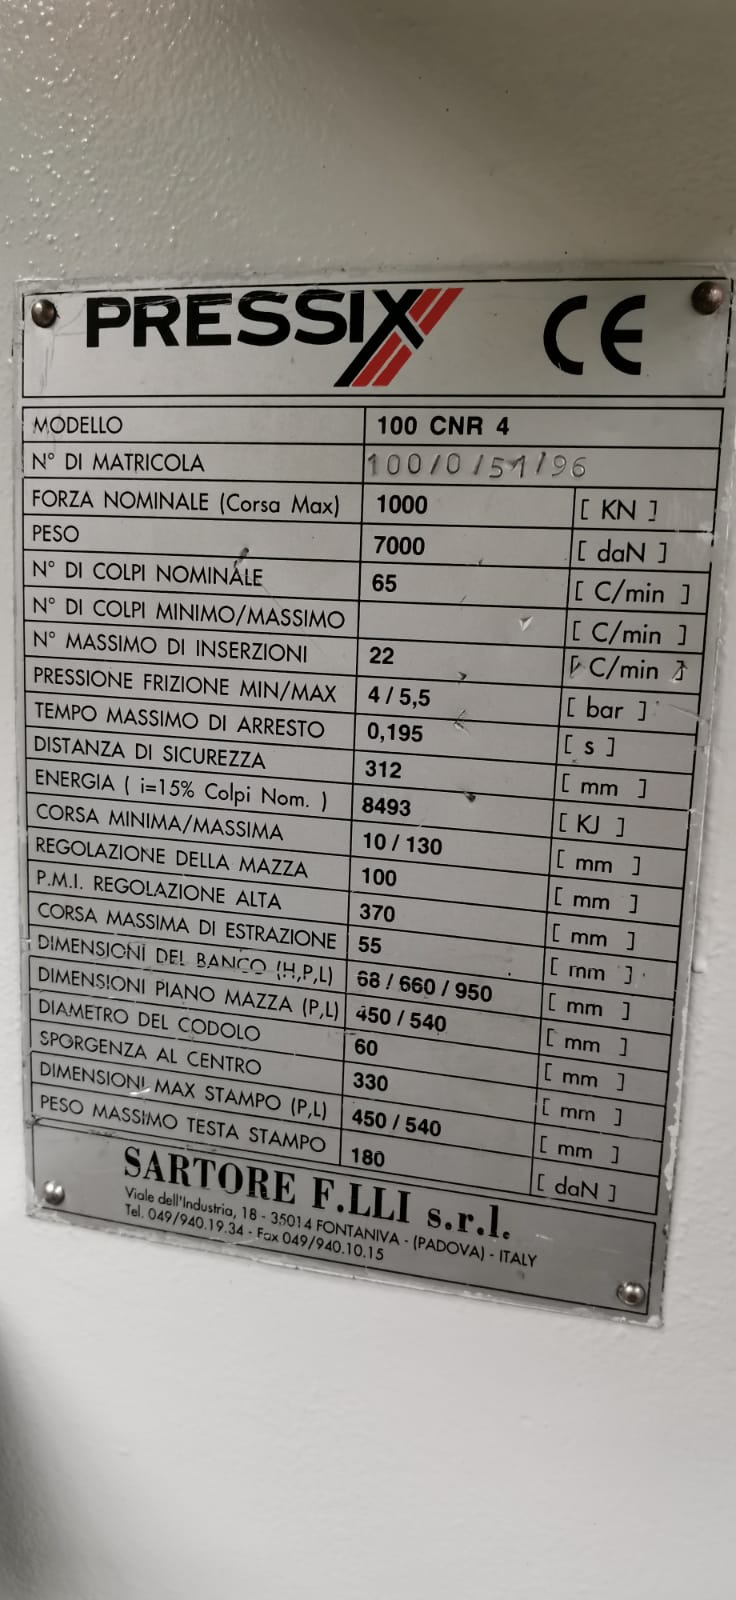 PRESSIX CE
MODELLO 100 CNR 4
N° DI MATRICOLA 100/0/51/96
FORZA NOMINALE (Corsa Max) 1000 [ KN ]
PESO 7000 [ daN ]
N° DI COLPI NOMINALE 65 [ C/min ]
N° DI COLPI MINIMO/MASSIMO [ C/min ]
N° MASSIMO DI INSERZIONI 22 [ C/min ]
PRESSIONE FRIZIONE MIN/MAX 4 / 5,5 [ bar ]
TEMPO MASSIMO DI ARRESTO 0,195 [ s ]
DISTANZA DI SICUREZZA 312 [ mm ]
ENERGIA ( i=15% Colpi Nom. ) 8493 [ KJ ]
CORSA MINIMA/MASSIMA 10 / 130 [ mm ]
REGOLAZIONE DELLA MAZZA 100 [ mm ]
P.M.I. REGOLAZIONE ALTA 370 [ mm ]
CORSA MASSIMA DI ESTRAZIONE 55 [ mm ]
DIMENSIONI DEL BANCO (H,P,L) 68 / 660 / 950 [ mm ]
DIMENSIONI PIANO MAZZA (P,L) 450 / 540 [ mm ]
DIAMETRO DEL CODOLO 60 [ mm ]
SPORGENZA AL CENTRO 330 [ mm ]
DIMENSIONI MAX STAMPO (P,L) 450 / 540 [ mm ]
PESO MASSIMO TESTA STAMPO 180 [ daN ]
SARTORE F.LLI s.r.l.
Viale dell'Industria, 18 - 35014 FONTANIVA - (PADOVA) - ITALY
Tel. 049/940.19.34 - Fax 049/940.10.15